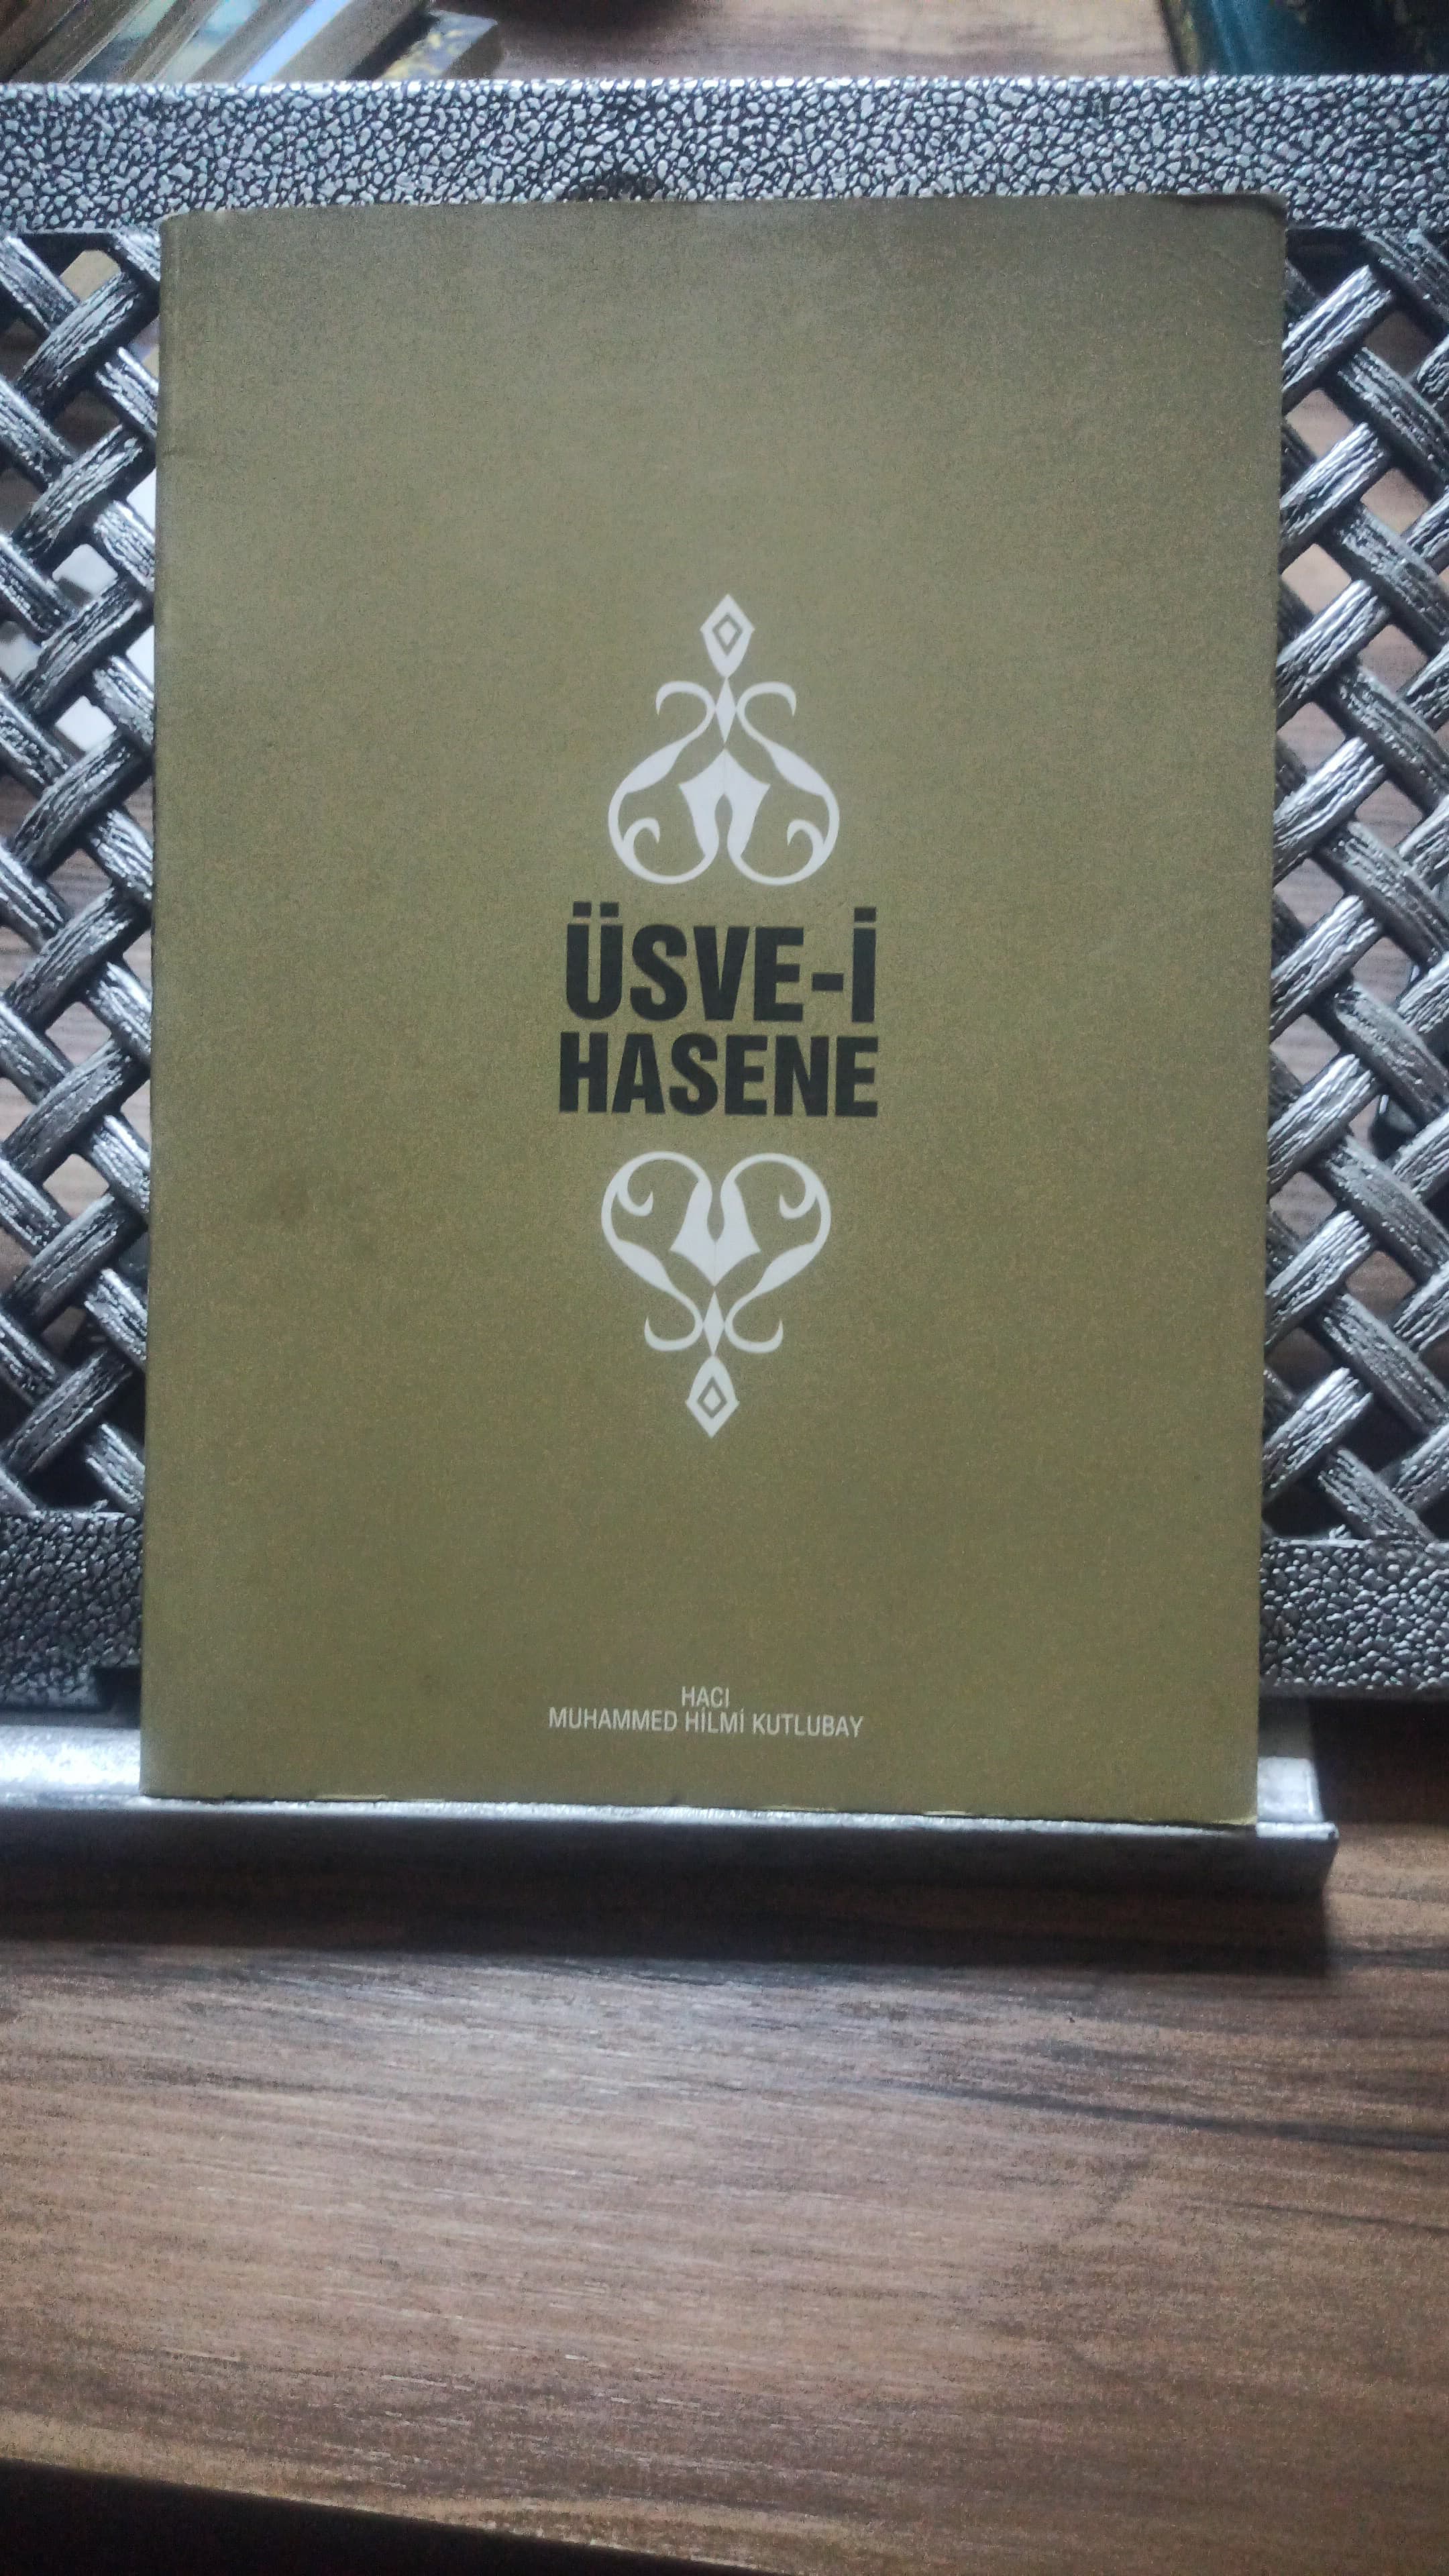 ÜSVE-İ
HASENE
HACI
MUHAMMED HİLMİ KUTLUBAY